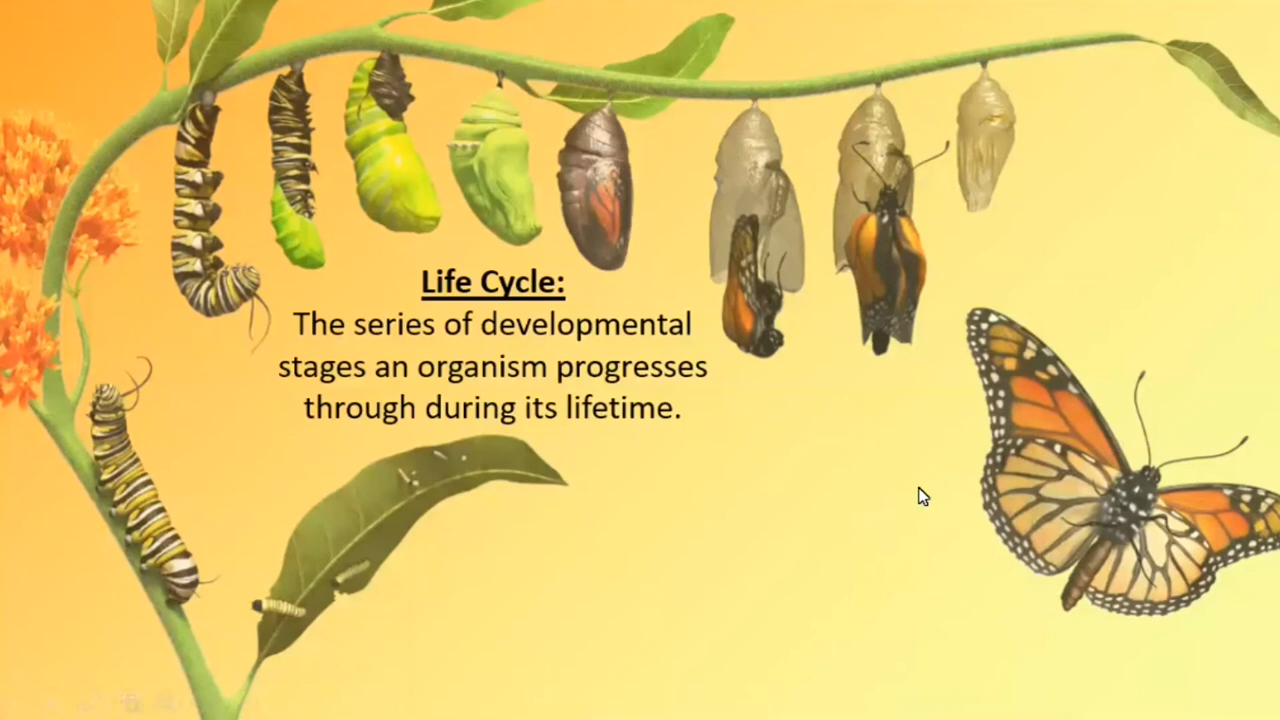 Life Cycle:
The series of developmental
stages an organism progresses
through during its lifetime.